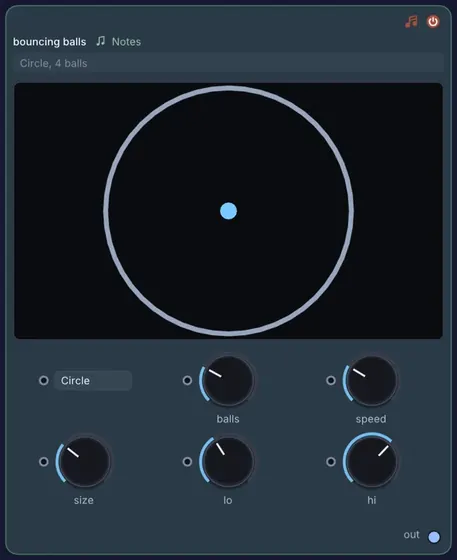 bouncing balls Notes
Circle, 4 balls
Circle
balls
speed
size
lo
hi
out